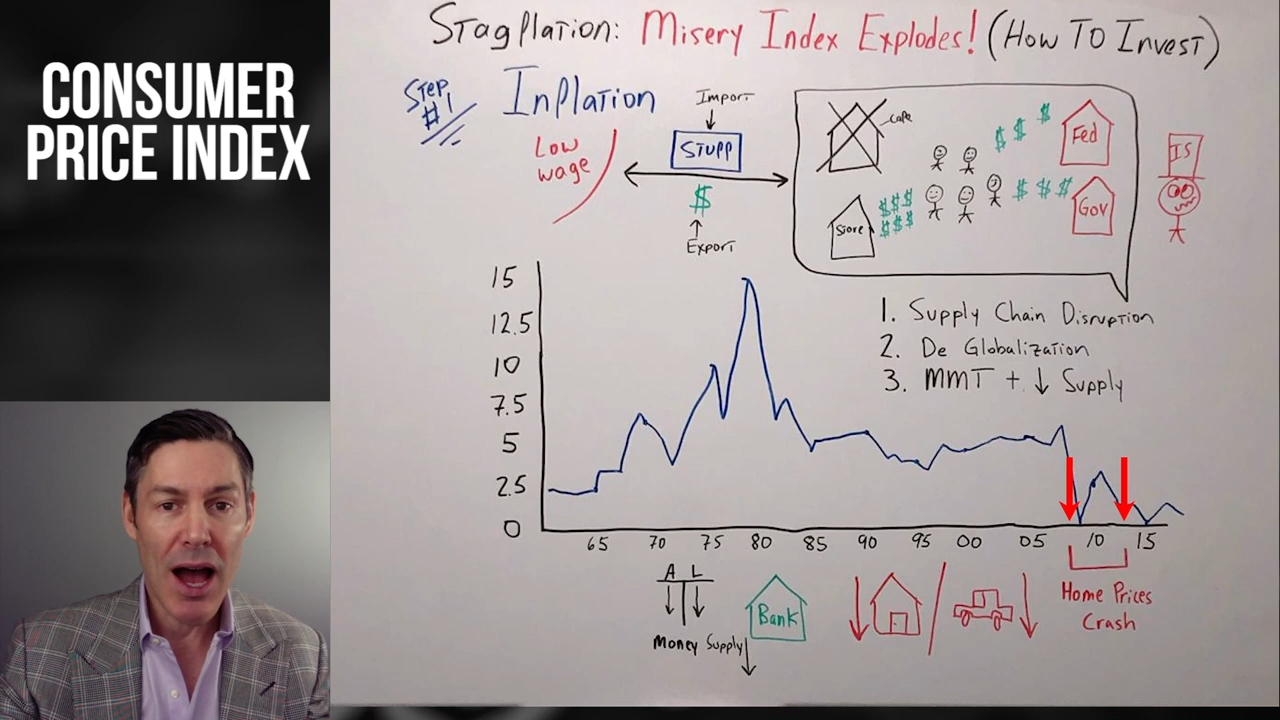 CONSUMER
PRICE INDEX
Stagflation: Misery Index Explodes! (How To Invest)
Step
#1
Inflation
Low
wage
Import
STUFF
$
Export
cafe
$ $ $
Fed
Store
$$$
$$$
$ $ $
Gov
IS
1. Supply Chain Disruption
2. De Globalization
3. MMT + ↓ Supply
15
12.5
10
7.5
5
2.5
0
65 70 75 80 85 90 95 00 05 10 15
A L
Money Supply
Bank
Home Prices
Crash